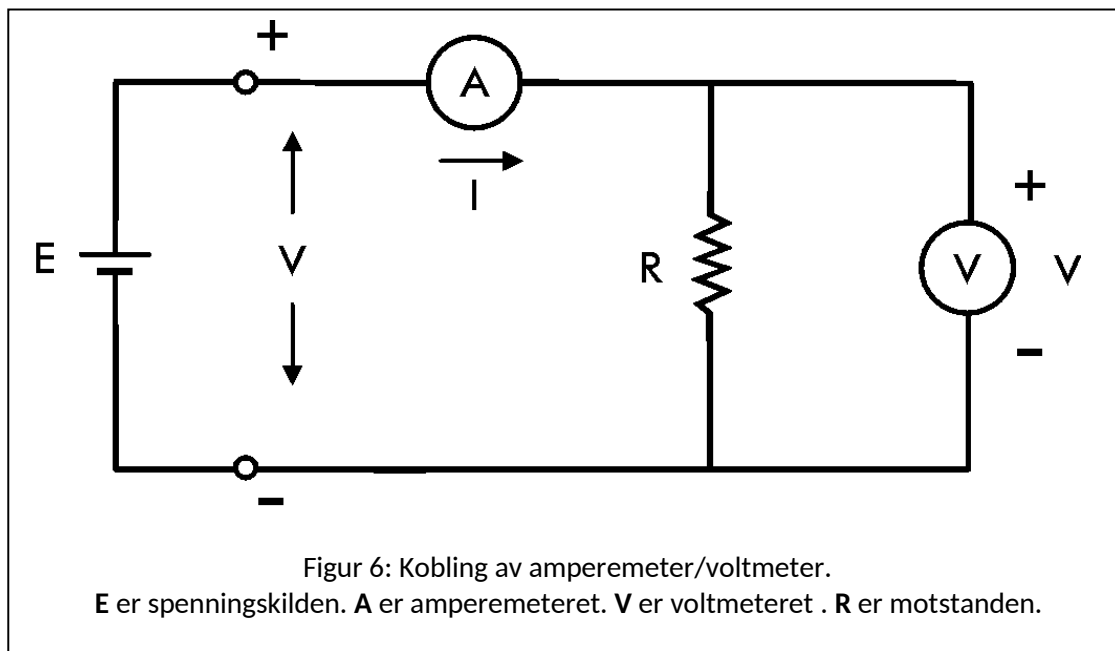 +
A
I
E
V
R
V
+
V
-
-
Figur 6: Kobling av amperemeter/voltmeter.
E er spenningskilden. A er amperemeteret. V er voltmeteret . R er motstanden.